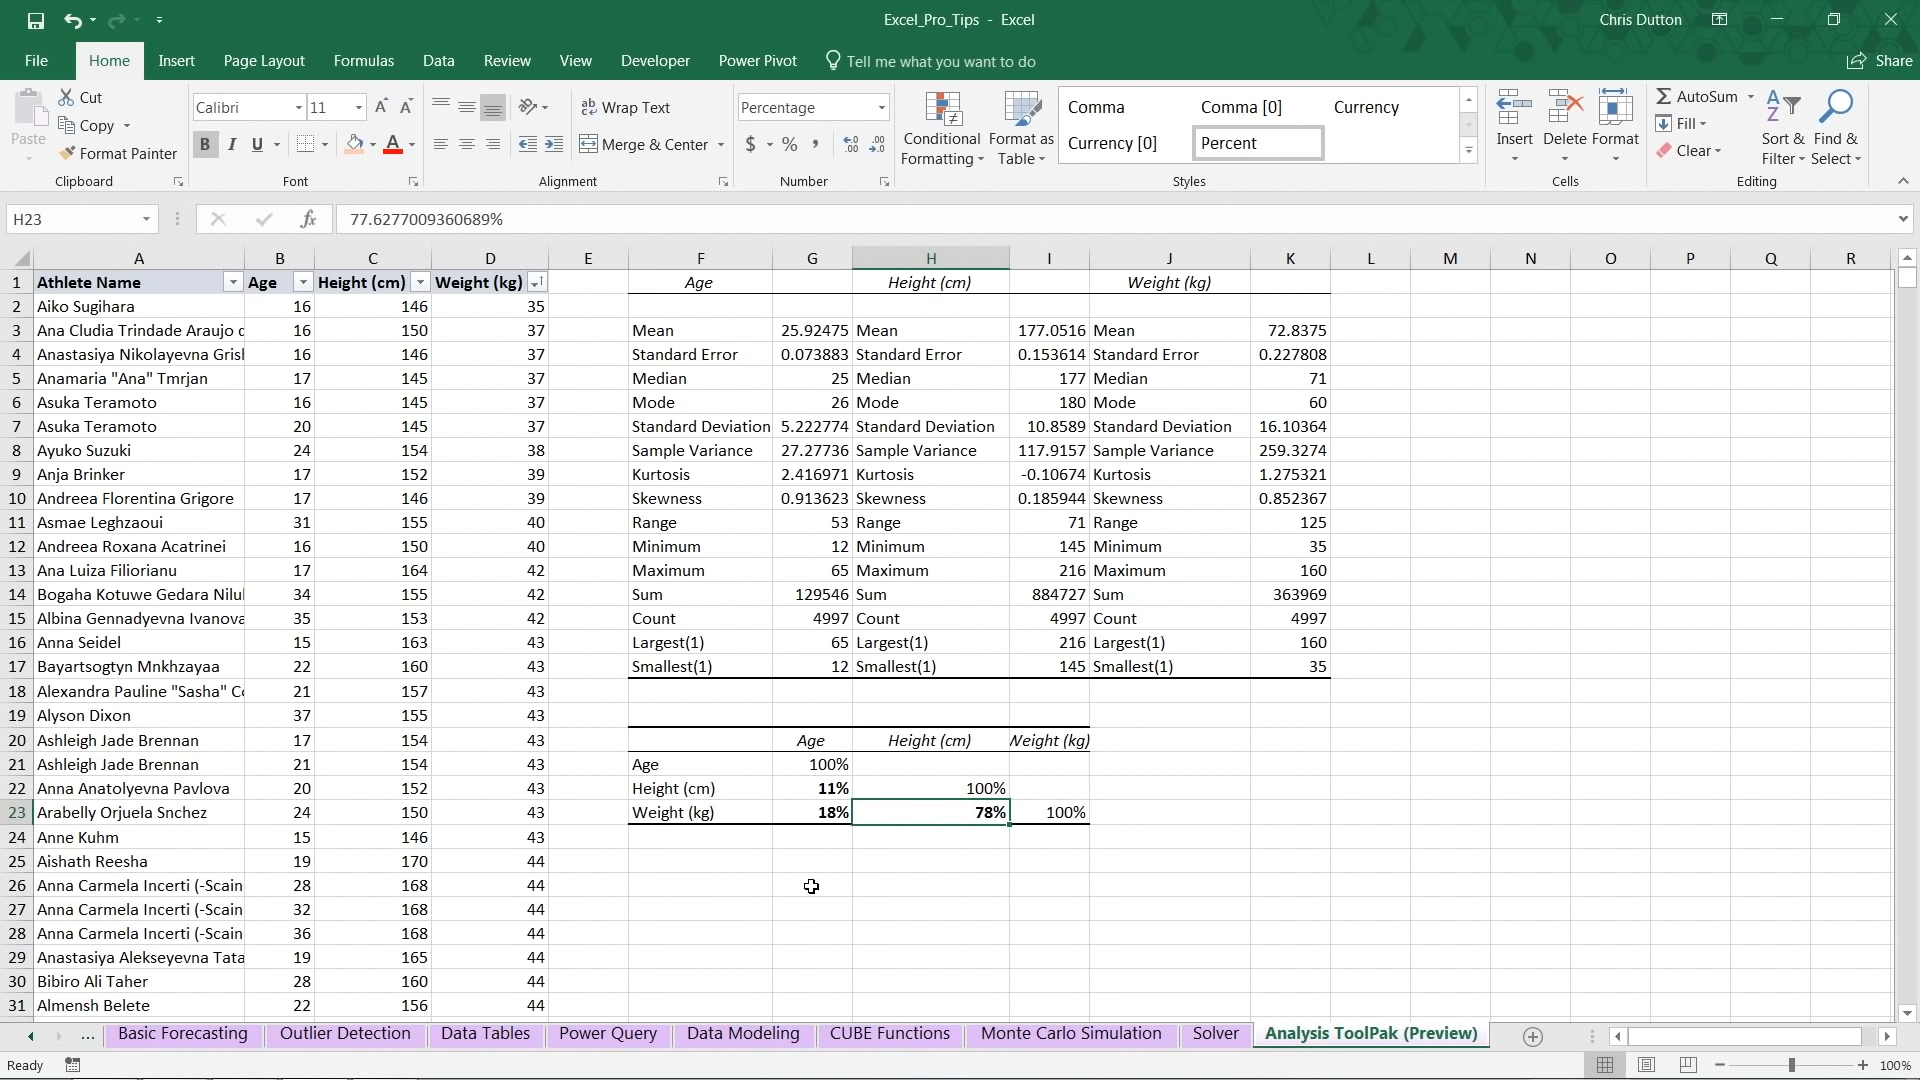 Excel_Pro_Tips - Excel
Chris Dutton
File Home Insert Page Layout Formulas Data Review View Developer Power Pivot Tell me what you want to do Share
Paste Cut Copy Format Painter Clipboard
Calibri 11 B I U A Font
Wrap Text Merge & Center Alignment
Percentage $ % , Number
Conditional Formatting Format as Table
Comma Comma [0] Currency
Currency [0] Percent
Styles
Insert Delete Format Cells
AutoSum Fill Clear Sort & Filter Find & Select Editing
H23 fx 77.6277009360689%
A B C D E F G H I J K L M N O P Q R
1 Athlete Name Age Height (cm) Weight (kg) Age Height (cm) Weight (kg)
2 Aiko Sugihara 16 146 35
3 Ana Cludia Trindade Araujo d 16 150 37 Mean 25.92475 Mean 177.0516 Mean 72.8375
4 Anastasiya Nikolayevna Grish 16 146 37 Standard Error 0.073883 Standard Error 0.153614 Standard Error 0.227808
5 Anamaria "Ana" Tmrjan 17 145 37 Median 25 Median 177 Median 71
6 Asuka Teramoto 16 145 37 Mode 26 Mode 180 Mode 60
7 Asuka Teramoto 20 145 37 Standard Deviation 5.222774 Standard Deviation 10.8589 Standard Deviation 16.10364
8 Ayuko Suzuki 24 154 38 Sample Variance 27.27736 Sample Variance 117.9157 Sample Variance 259.3274
9 Anja Brinker 17 152 39 Kurtosis 2.416971 Kurtosis -0.10674 Kurtosis 1.275321
10 Andreea Florentina Grigore 17 146 39 Skewness 0.913623 Skewness 0.185944 Skewness 0.852367
11 Asmae Leghzaoui 31 155 40 Range 53 Range 71 Range 125
12 Andreea Roxana Acatrinei 16 150 40 Minimum 12 Minimum 145 Minimum 35
13 Ana Luiza Filiorianu 17 164 42 Maximum 65 Maximum 216 Maximum 160
14 Bogaha Kotuwe Gedara Nilul 34 155 42 Sum 129546 Sum 884727 Sum 363969
15 Albina Gennadyevna Ivanova 35 153 42 Count 4997 Count 4997 Count 4997
16 Anna Seidel 15 163 43 Largest(1) 65 Largest(1) 216 Largest(1) 160
17 Bayartsogtyn Mnkhzayaa 22 160 43 Smallest(1) 12 Smallest(1) 145 Smallest(1) 35
18 Alexandra Pauline "Sasha" Co 21 157 43
19 Alyson Dixon 37 155 43
20 Ashleigh Jade Brennan 17 154 43 Age Height (cm) Weight (kg)
21 Ashleigh Jade Brennan 21 154 43 Age 100%
22 Anna Anatolyevna Pavlova 20 152 43 Height (cm) 11% 100%
23 Arabelly Orjuela Snchez 24 150 43 Weight (kg) 18% 78% 100%
24 Anne Kuhm 15 146 43
25 Aishath Reesha 19 170 44
26 Anna Carmela Incerti (-Scain 28 168 44
27 Anna Carmela Incerti (-Scain 32 168 44
28 Anna Carmela Incerti (-Scain 36 168 44
29 Anastasiya Alekseyevna Tata 19 165 44
30 Bibiro Ali Taher 28 160 44
31 Almensh Belete 22 156 44
... Basic Forecasting Outlier Detection Data Tables Power Query Data Modeling CUBE Functions Monte Carlo Simulation Solver Analysis ToolPak (Preview)
Ready 100%